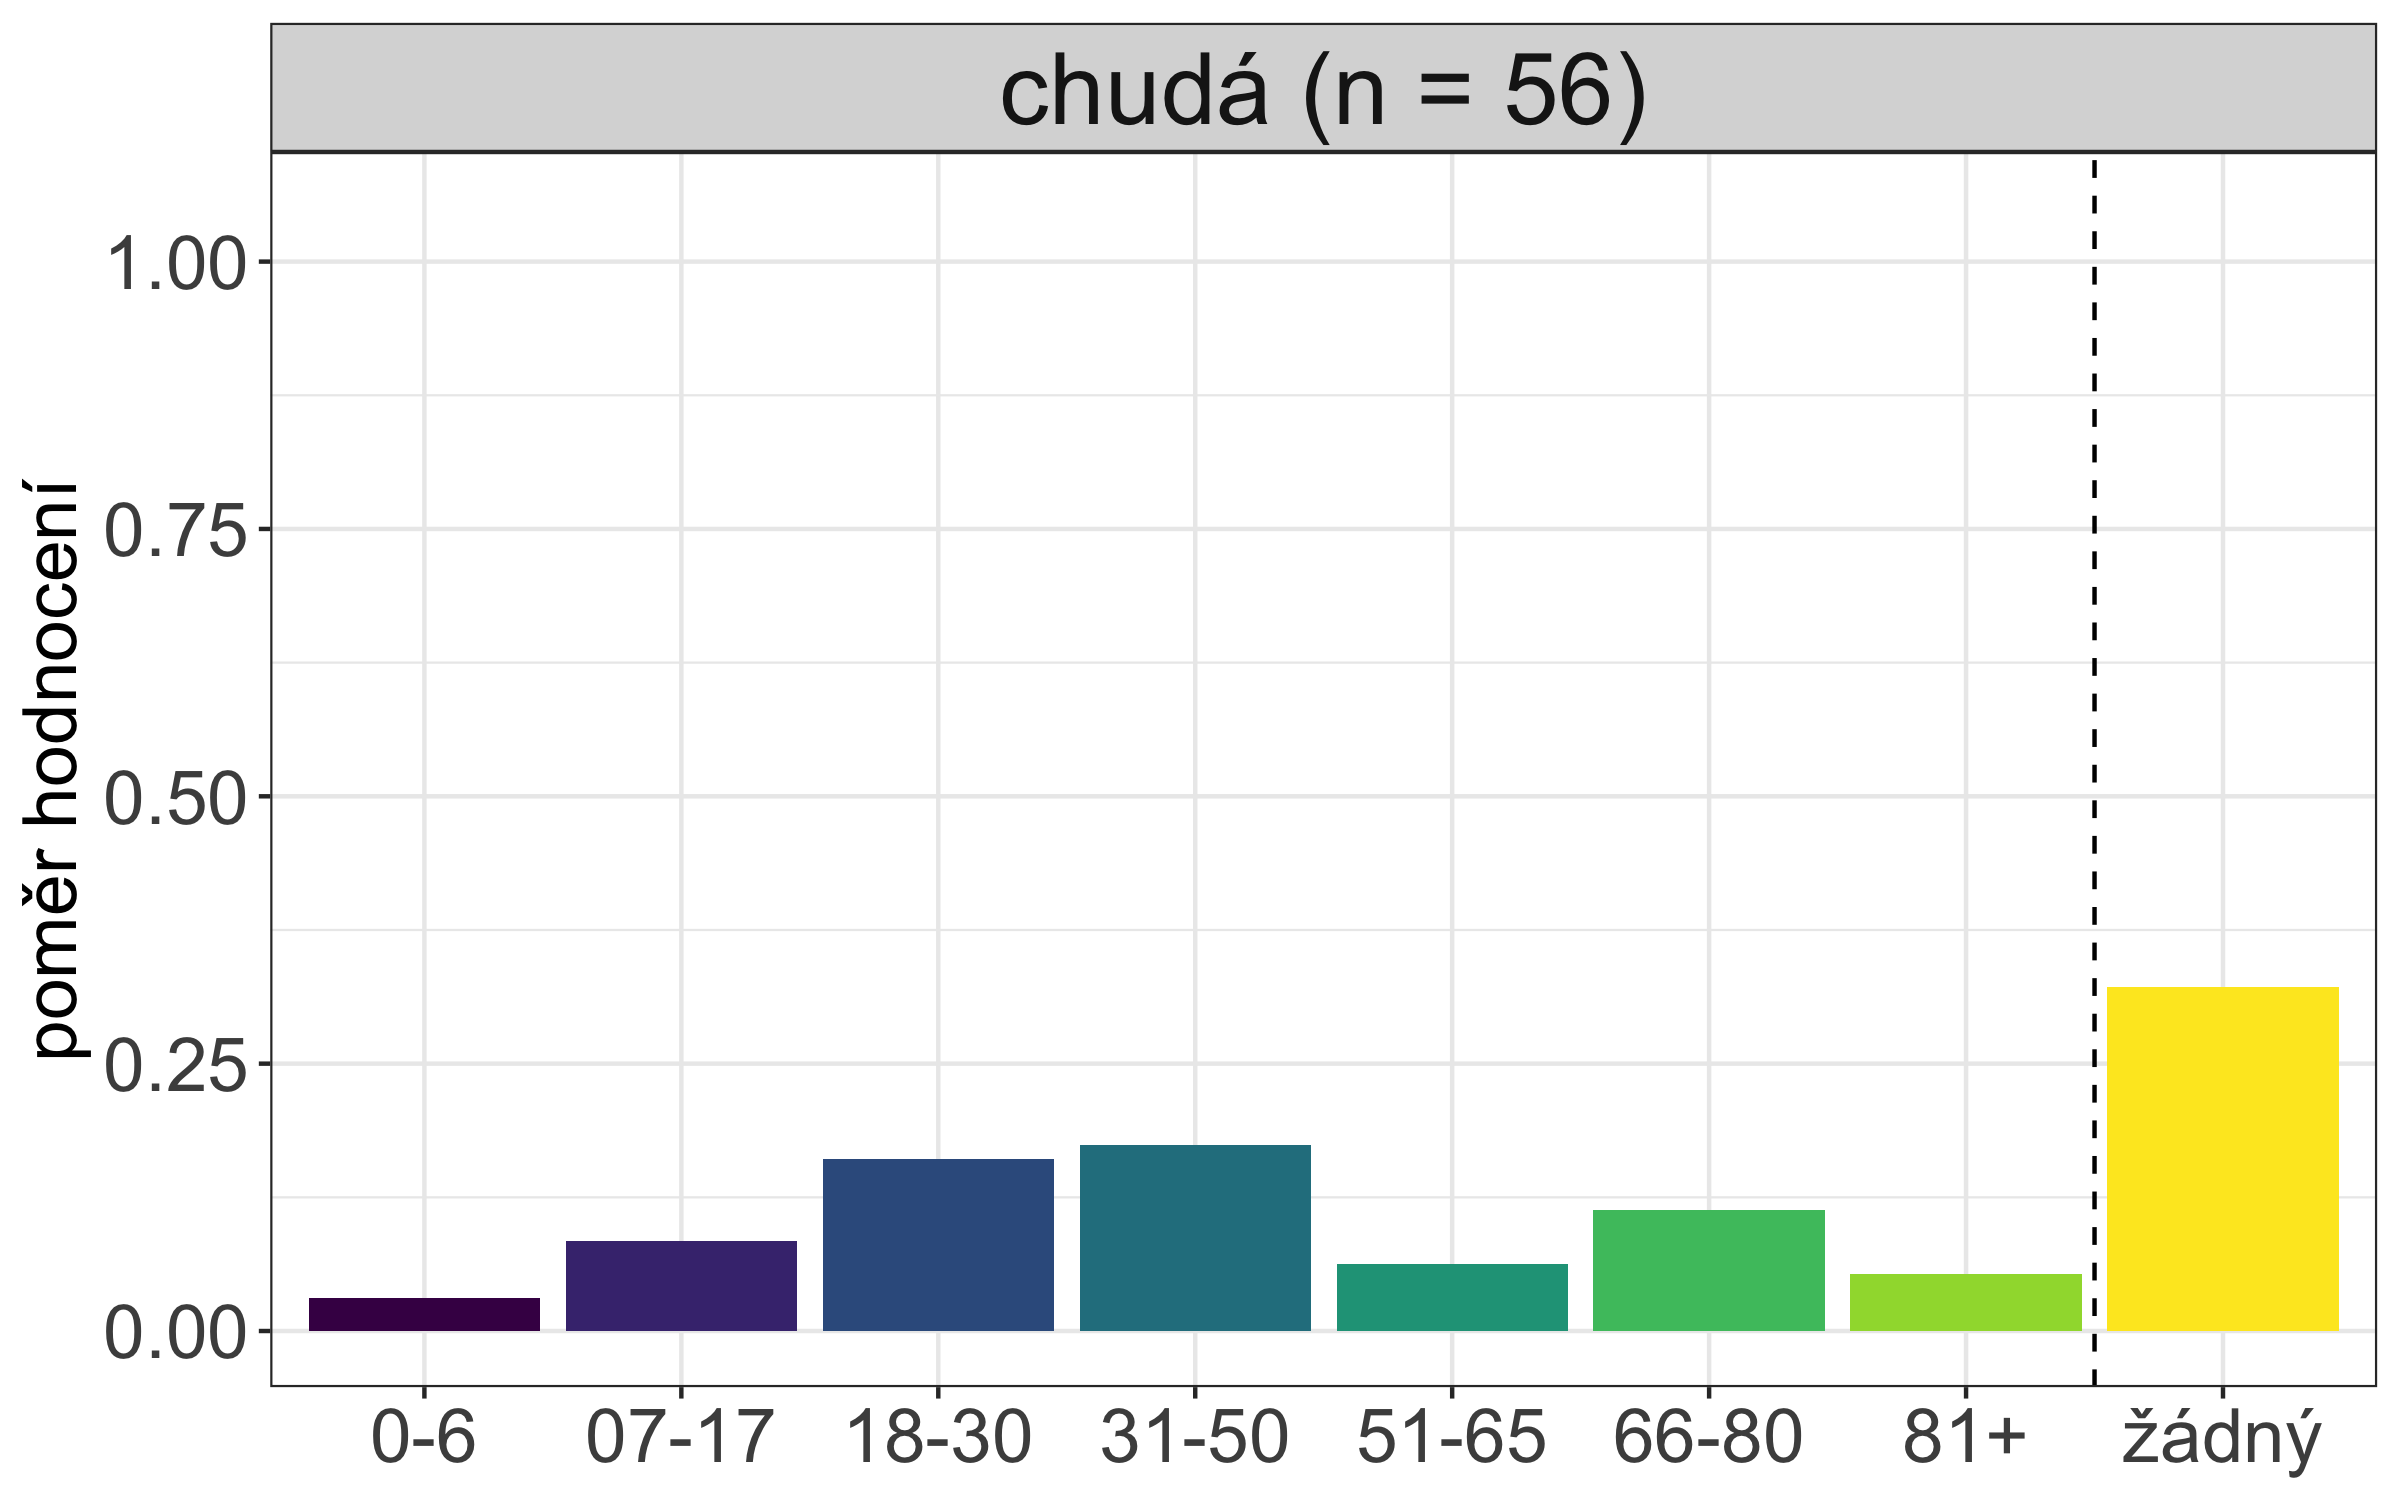 chudá (n = 56)
poměr hodnocení
1.00
0.75
0.50
0.25
0.00
0-6 07-17 18-30 31-50 51-65 66-80 81+ žádný